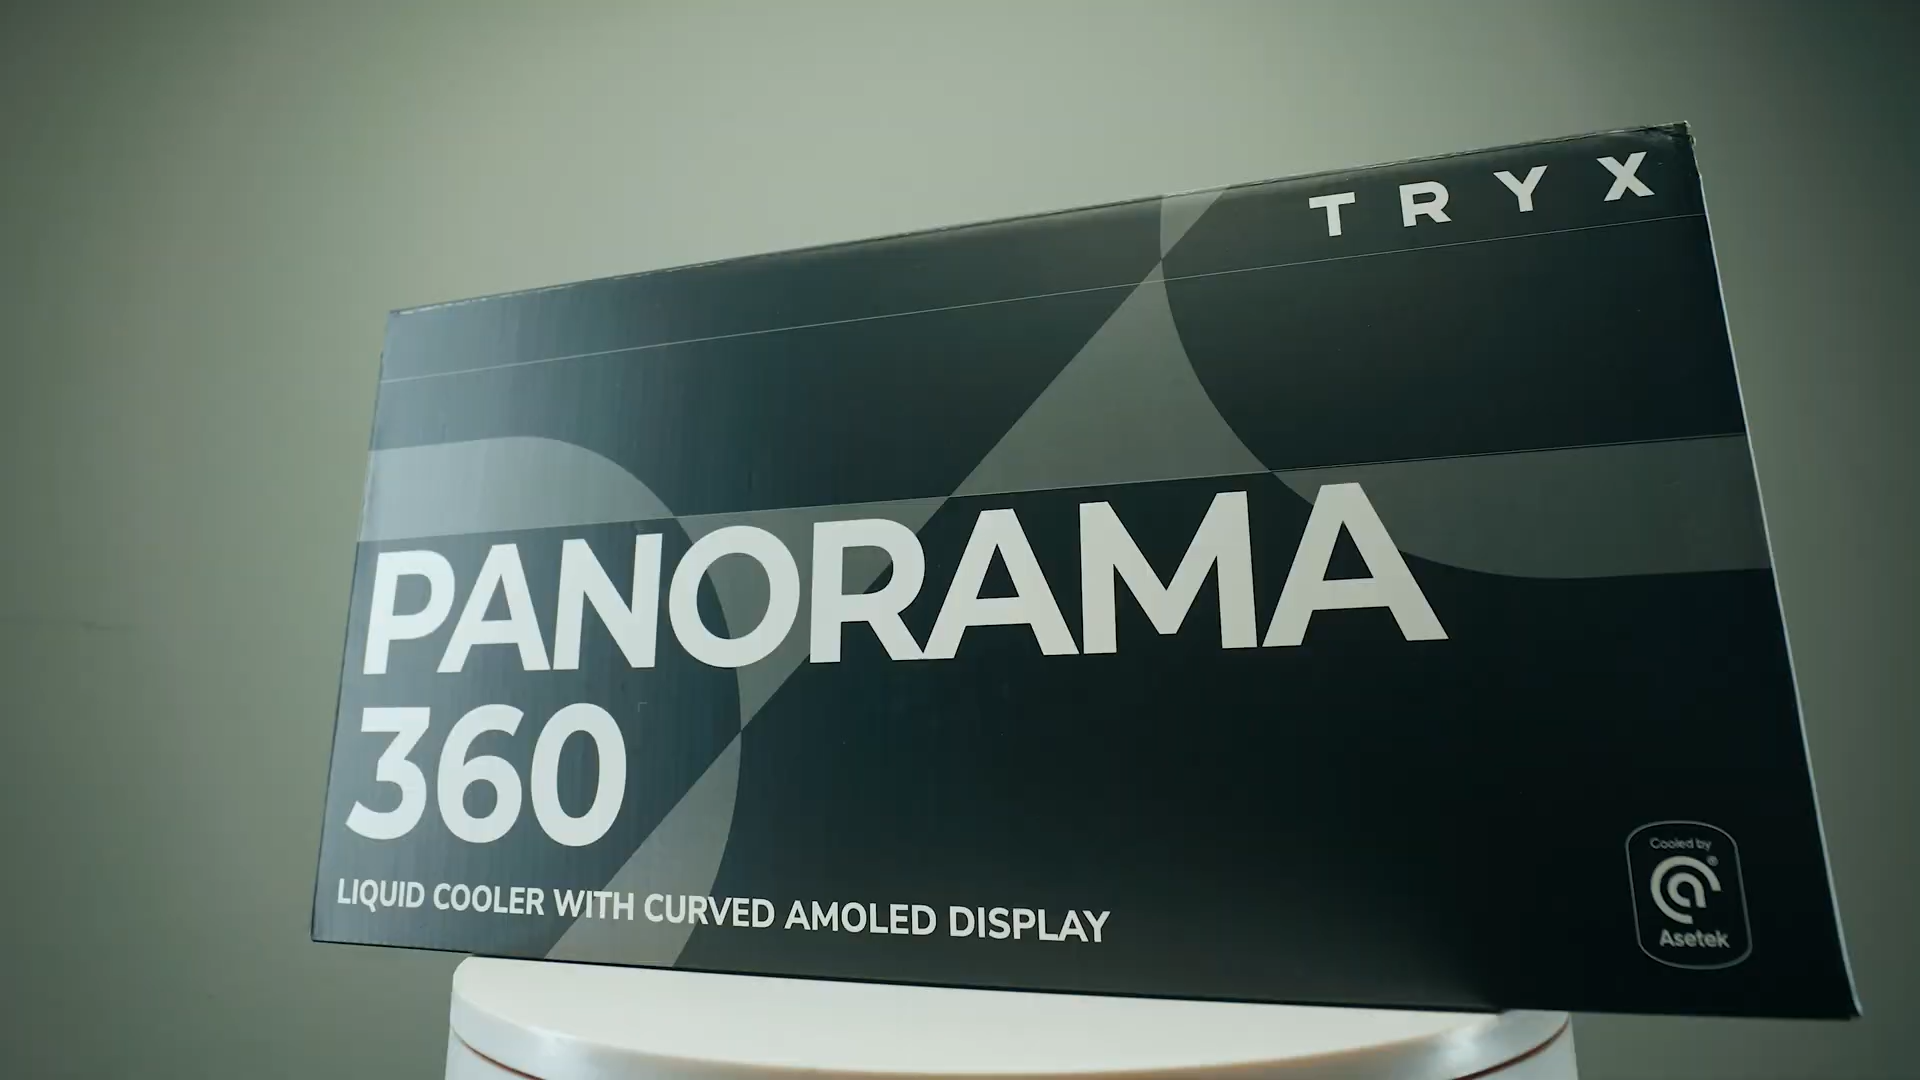 TRYX
PANORAMA
360
LIQUID COOLER WITH CURVED AMOLED DISPLAY
Cooled by
®
Asetek